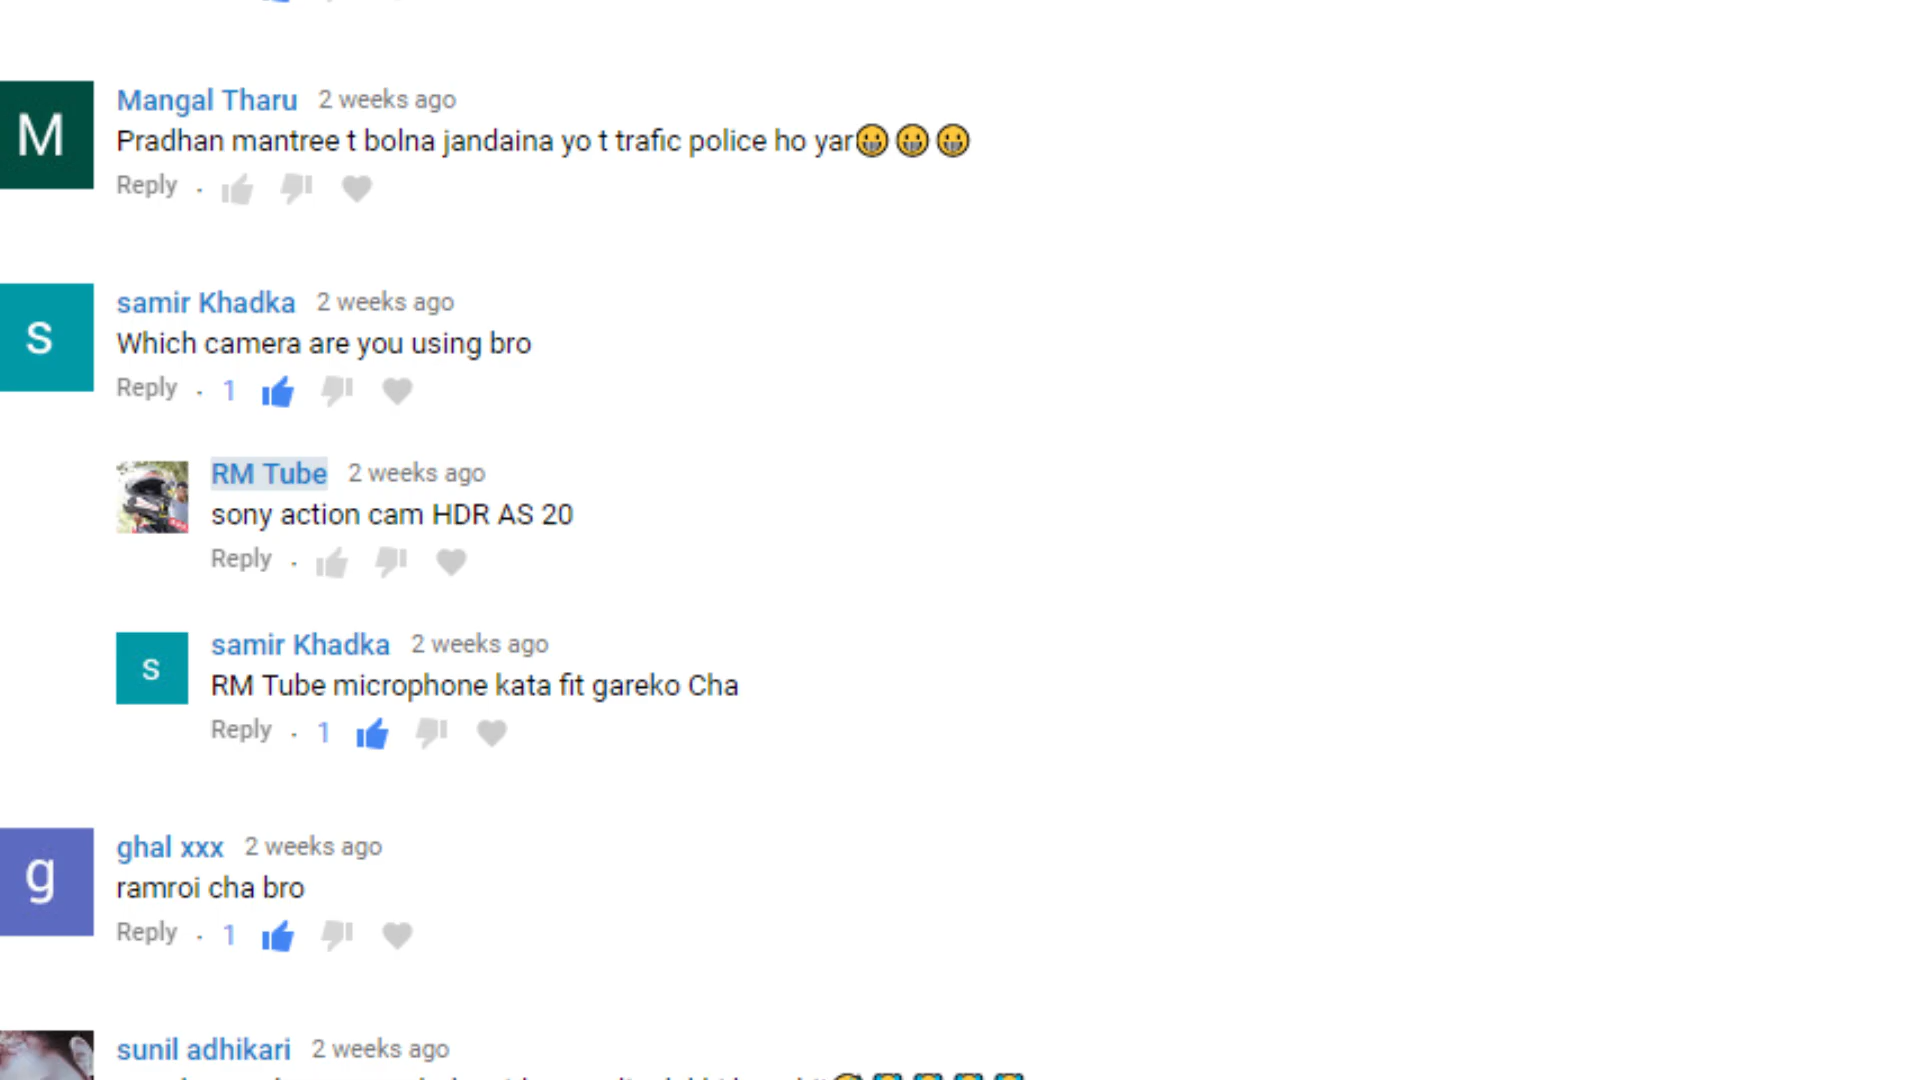 M
Mangal Tharu 2 weeks ago
Pradhan mantree t bolna jandaina yo t trafic police ho yar😀😀😀
Reply .
s
samir Khadka 2 weeks ago
Which camera are you using bro
Reply . 1
RM Tube 2 weeks ago
sony action cam HDR AS 20
Reply .
s
samir Khadka 2 weeks ago
RM Tube microphone kata fit gareko Cha
Reply . 1
g
ghal xxx 2 weeks ago
ramroi cha bro
Reply . 1
sunil adhikari 2 weeks ago